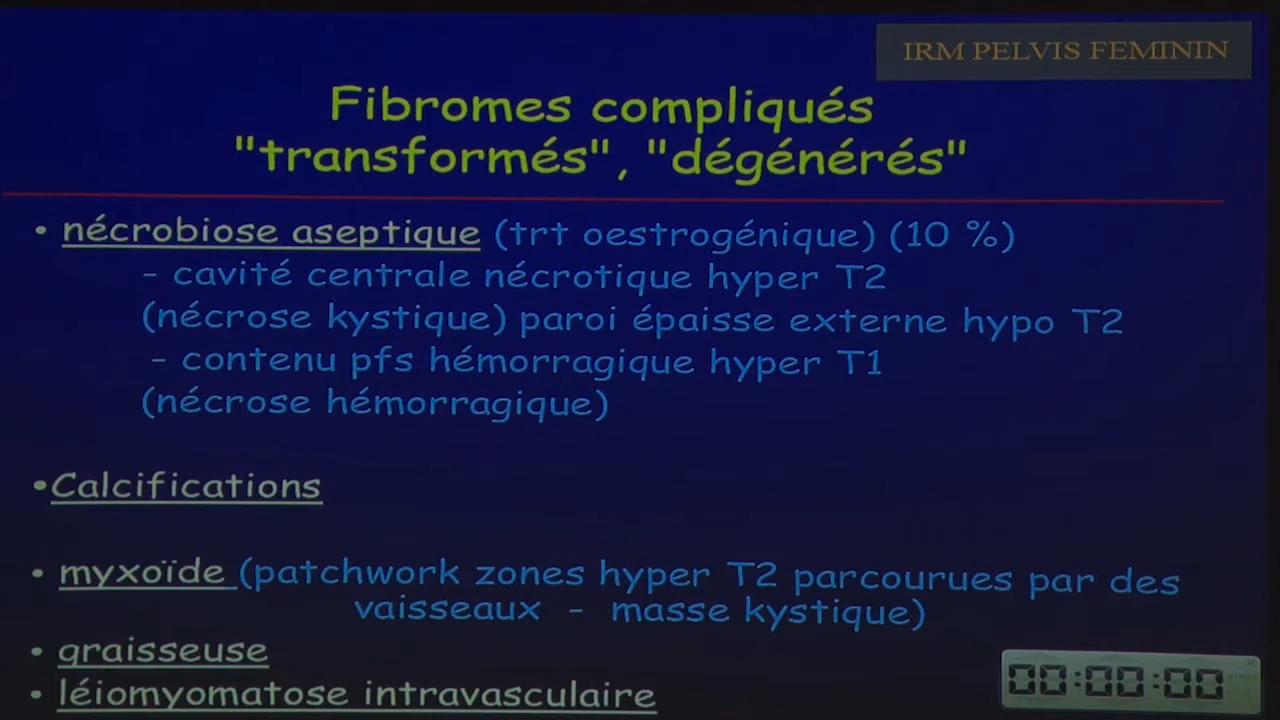 IRM PELVIS FEMININ
Fibromes compliqués
"transformés", "dégénérés"
• nécrobiose aseptique (trt oestrogénique) (10 %)
- cavité centrale nécrotique hyper T2
(nécrose kystique) paroi épaisse externe hypo T2
- contenu pfs hémorragique hyper T1
(nécrose hémorragique)
•Calcifications
• myxoïde (patchwork zones hyper T2 parcourues par des
vaisseaux - masse kystique)
• graisseuse
• léiomyomatose intravasculaire
00:00:00